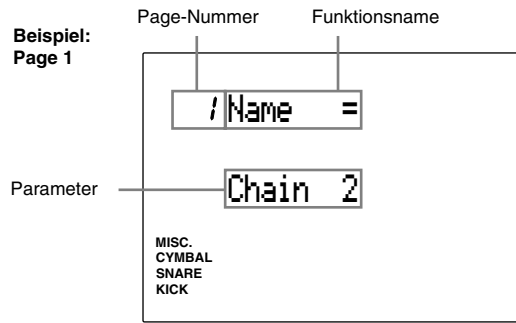 Page-Nummer Funktionsname
Beispiel:
Page 1
1 Name =
Parameter
Chain 2
MISC.
CYMBAL
SNARE
KICK